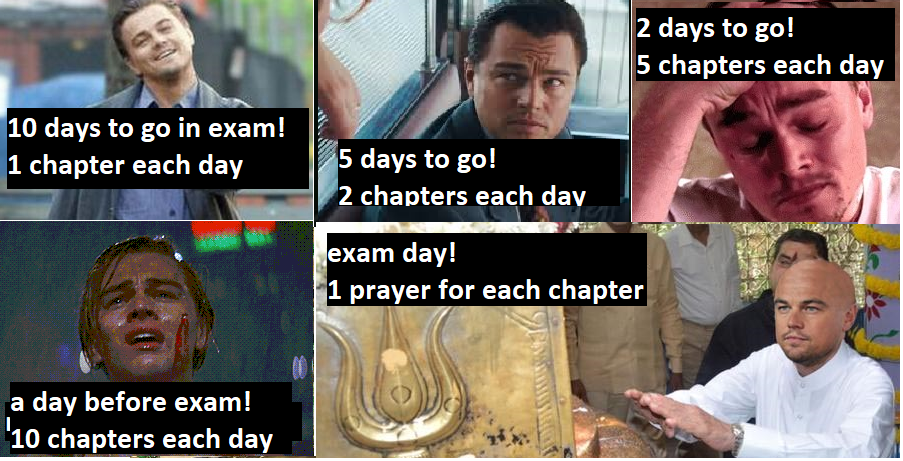 10 days to go in exam!
1 chapter each day
5 days to go!
2 chapters each day
2 days to go!
5 chapters each day
a day before exam!
10 chapters each day
exam day!
1 prayer for each chapter